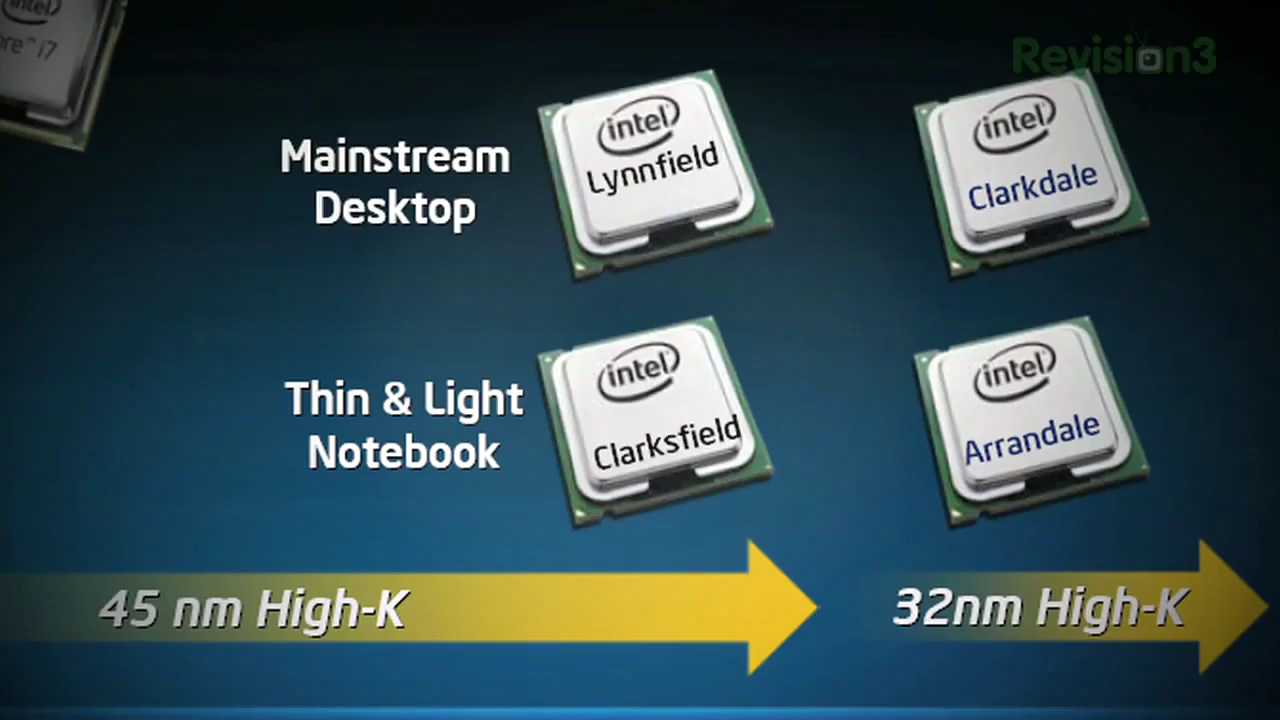 intel
Core™ i7
Revision3
Mainstream
Desktop
intel
Lynnfield
intel
Clarkdale
Thin & Light
Notebook
intel
Clarksfield
intel
Arrandale
45 nm High-K
32nm High-K